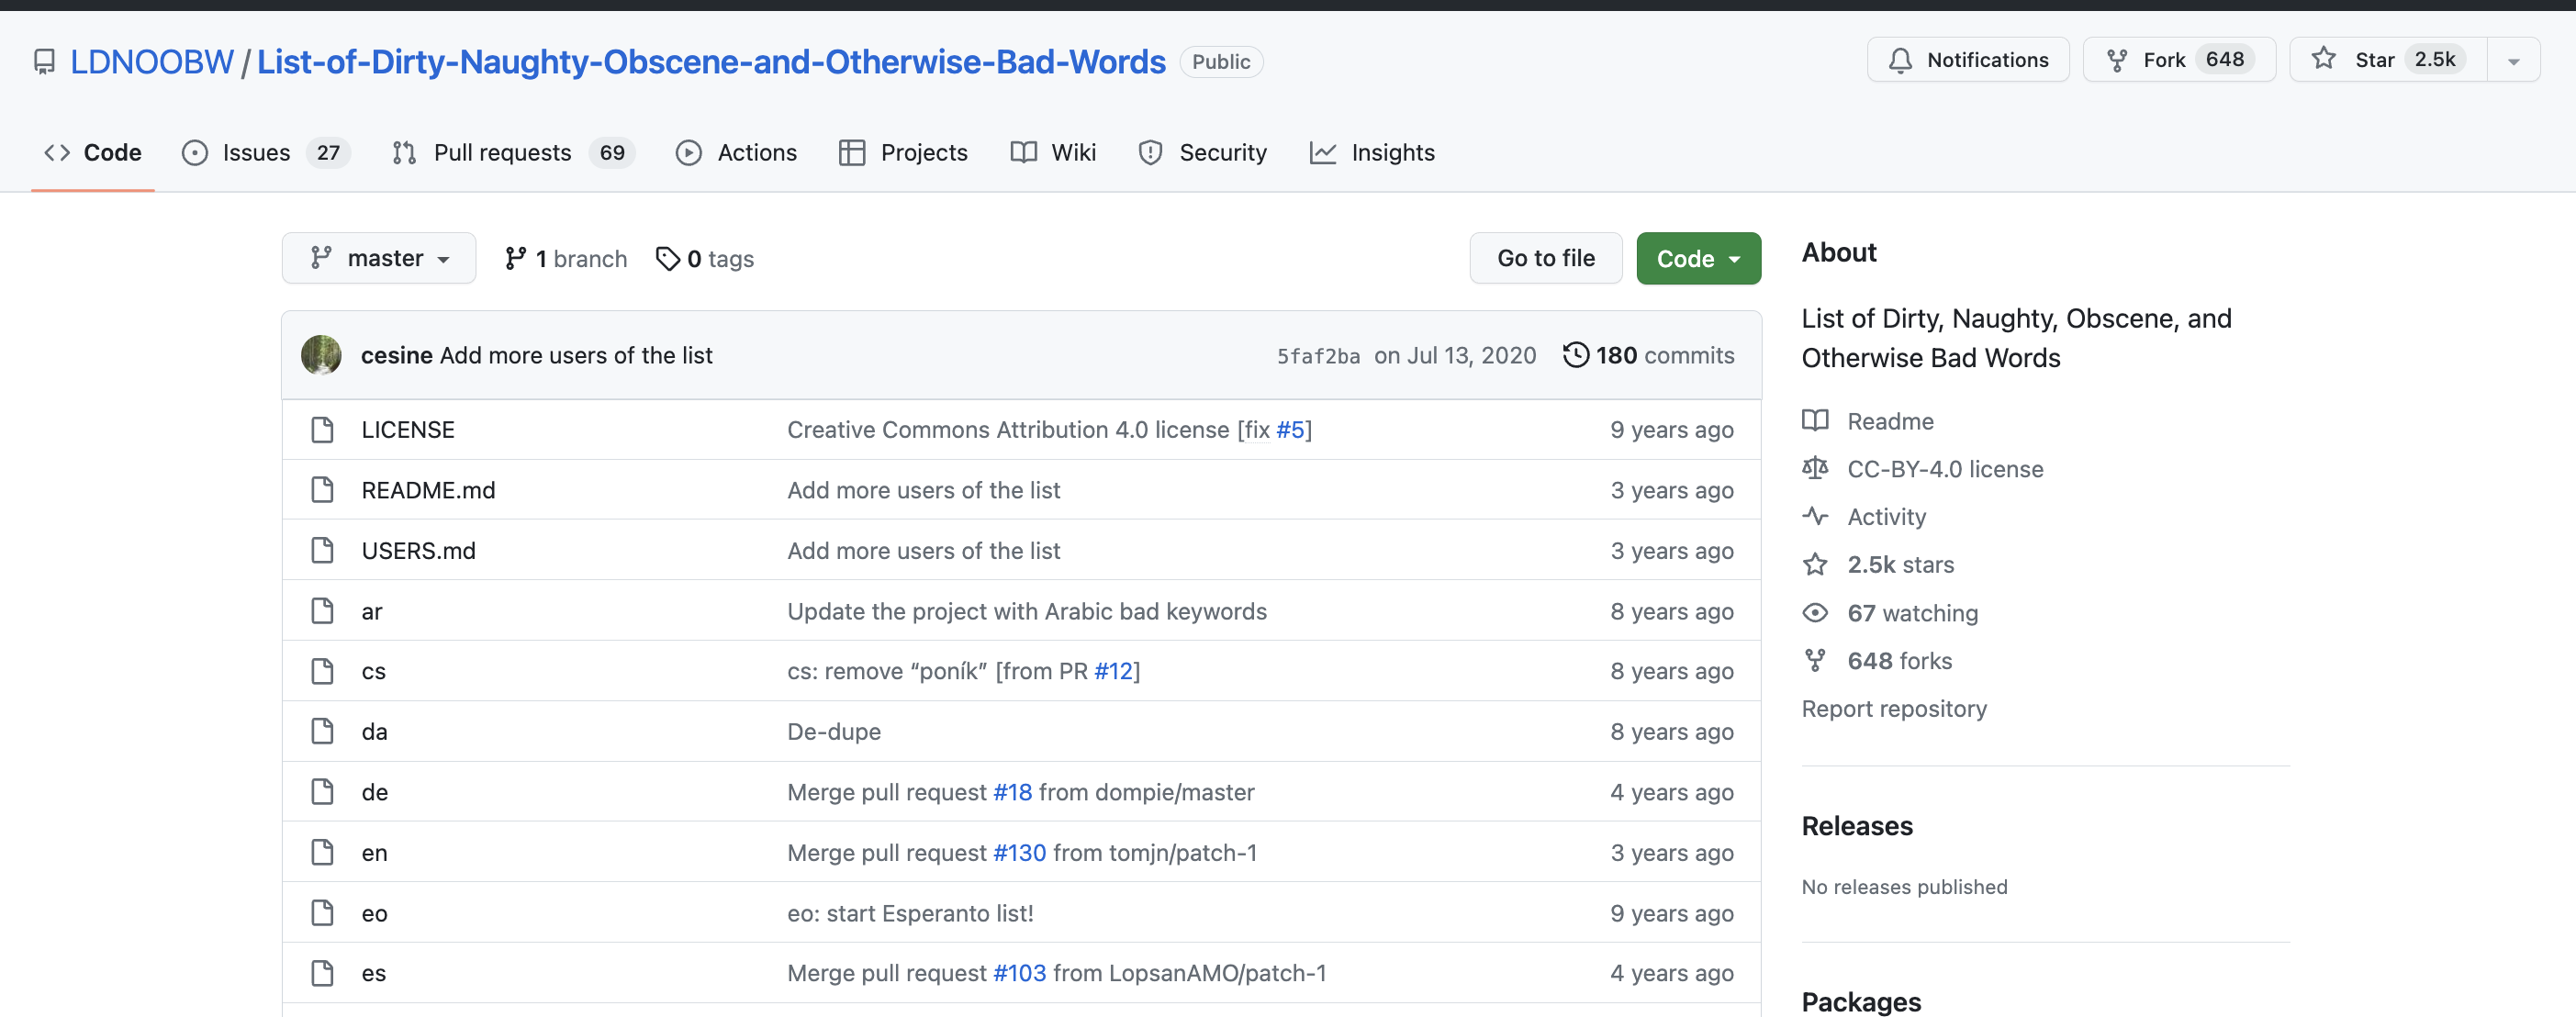 LDNOOBW / List-of-Dirty-Naughty-Obscene-and-Otherwise-Bad-Words Public
Notifications Fork 648 Star 2.5k
Code Issues 27 Pull requests 69 Actions Projects Wiki Security Insights
master 1 branch 0 tags Go to file Code
cesine Add more users of the list 5faf2ba on Jul 13, 2020 180 commits
LICENSE Creative Commons Attribution 4.0 license [fix #5] 9 years ago
README.md Add more users of the list 3 years ago
USERS.md Add more users of the list 3 years ago
ar Update the project with Arabic bad keywords 8 years ago
cs cs: remove “poník” [from PR #12] 8 years ago
da De-dupe 8 years ago
de Merge pull request #18 from dompie/master 4 years ago
en Merge pull request #130 from tomjn/patch-1 3 years ago
eo eo: start Esperanto list! 9 years ago
es Merge pull request #103 from LopsanAMO/patch-1 4 years ago
About
List of Dirty, Naughty, Obscene, and
Otherwise Bad Words
Readme
CC-BY-4.0 license
Activity
2.5k stars
67 watching
648 forks
Report repository
Releases
No releases published
Packages